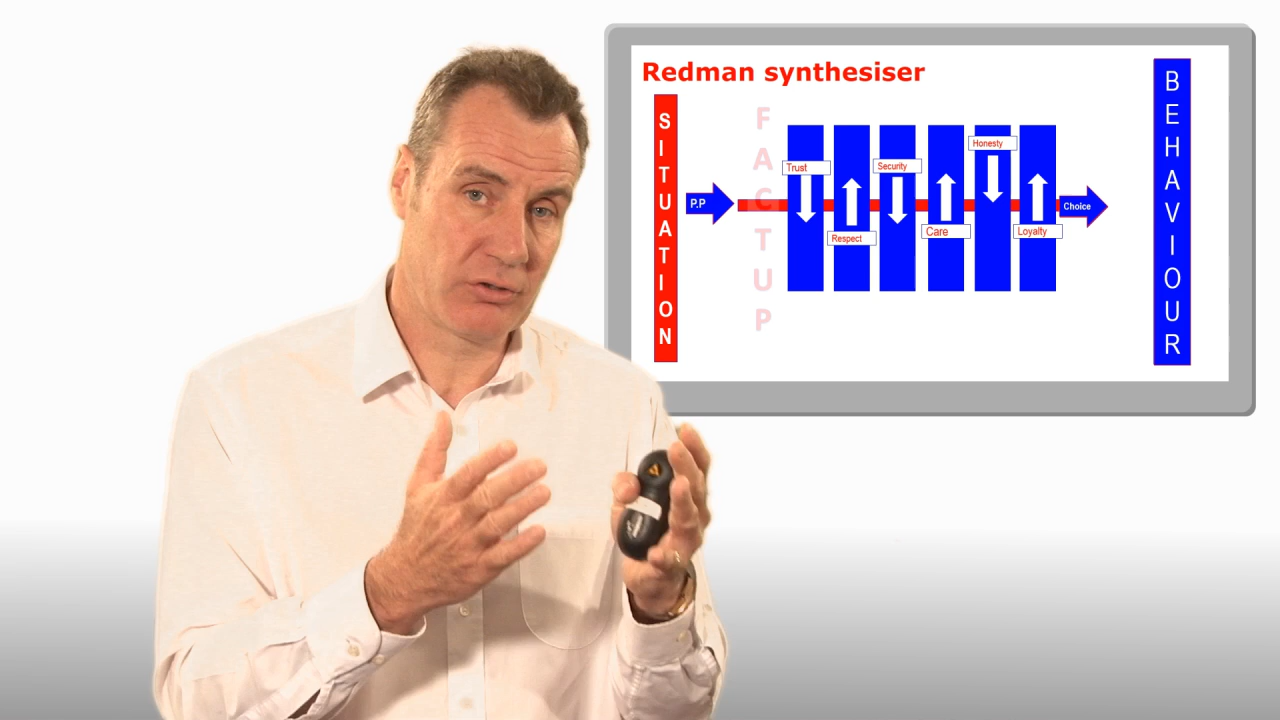 Redman synthesiser
SITUATION
P.P
FACTUP
Trust
Respect
Security
Care
Honesty
Loyalty
Choice
BEHAVIOUR